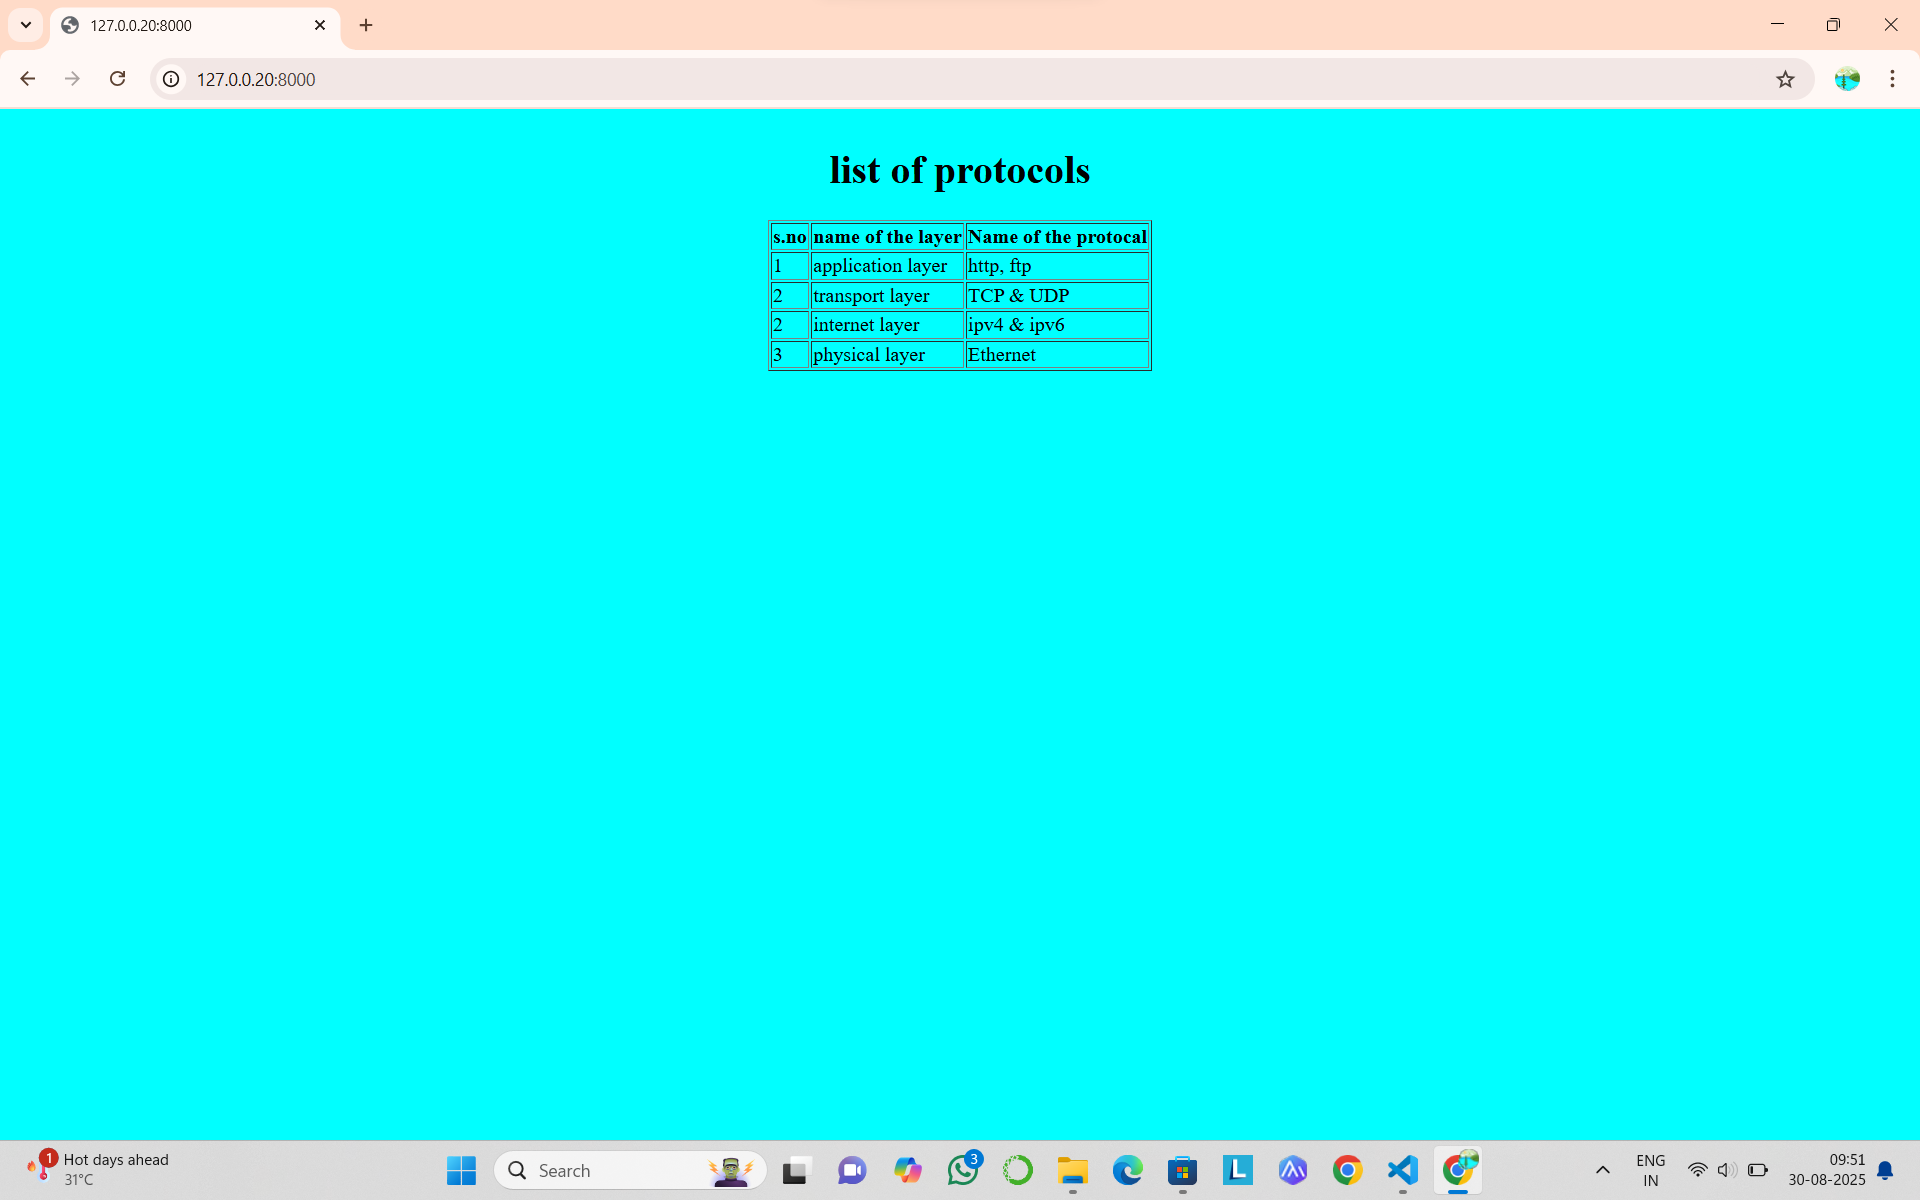 127.0.0.20:8000
127.0.0.20:8000
list of protocols
s.no name of the layer Name of the protocal
1 application layer http, ftp
2 transport layer TCP & UDP
2 internet layer ipv4 & ipv6
3 physical layer Ethernet
1 Hot days ahead
31°C
Search
3
L
ENG
IN
09:51
30-08-2025